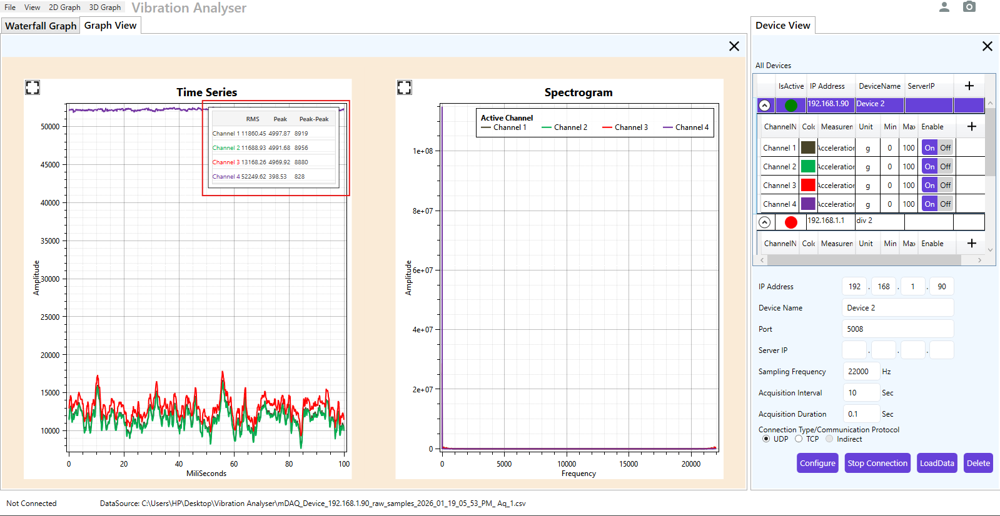 File View 2D Graph 3D Graph Vibration Analyser
Waterfall Graph Graph View
Time Series
50000
45000
40000
35000
30000
25000
20000
15000
10000
Amplitude
0 20 40 60 80 100
MiliSeconds
RMS Peak Peak-Peak
Channel 1 11860.45 4997.87 8919
Channel 2 11688.93 4991.68 8956
Channel 3 13168.26 4969.92 8880
Channel 4 52249.62 398.53 828
Spectrogram
Active Channel
Channel 1 Channel 2 Channel 3 Channel 4
1e+08
8e+07
6e+07
4e+07
2e+07
0
Amplitude
0 5000 10000 15000 20000
Frequency
Device View
All Devices
IsActive IP Address DeviceName ServerIP
192.168.1.90 Device 2
ChannelN Colc Measuren Unit Min Max Enable
Channel 1 Acceleration g 0 100 On Off
Channel 2 Acceleration g 0 100 On Off
Channel 3 Acceleration g 0 100 On Off
Channel 4 Acceleration g 0 100 On Off
192.168.1.1 div 2
ChannelN Colc Measuren Unit Min Max Enable
IP Address 192 . 168 . 1 . 90
Device Name Device 2
Port 5008
Server IP . . .
Sampling Frequency 22000 Hz
Acquisition Interval 10 Sec
Acquisition Duration 0.1 Sec
Connection Type/Communication Protocol
UDP TCP Indirect
Configure Stop Connection LoadData Delete
Not Connected DataSource: C:\Users\HP\Desktop\Vibration Analyser\mDAQ_Device_192.168.1.90_raw_samples_2026_01_19_05_53_PM_ Aq_1.csv